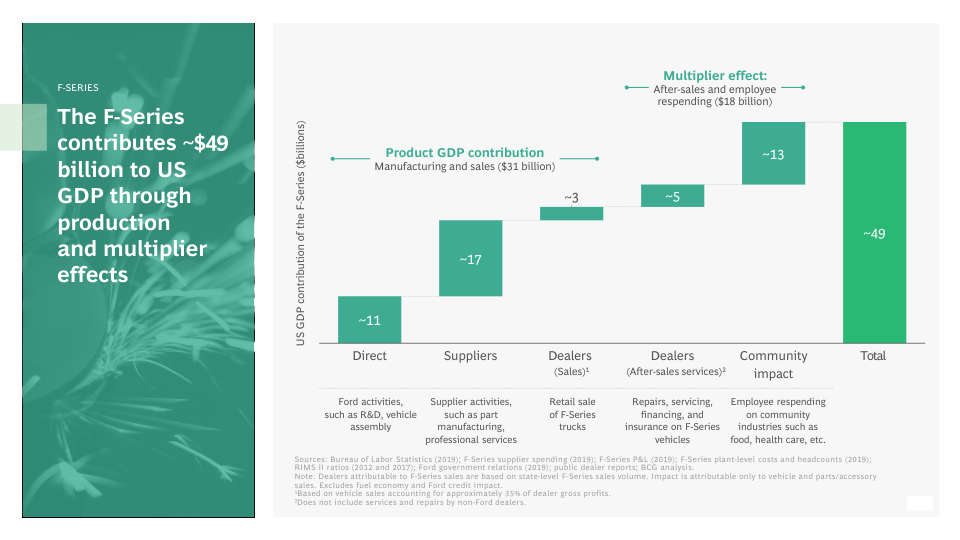 F-SERIES
The F-Series
contributes ~$49
billion to US
GDP through
production
and multiplier
effects
Multiplier effect:
After-sales and employee
respending ($18 billion)
Product GDP contribution
Manufacturing and sales ($31 billion)
US GDP contribution of the F-Series ($billions)
~11
~17
~3
~5
~13
~49
Direct
Suppliers
Dealers
(Sales)¹
Dealers
(After-sales services)²
Community
impact
Total
Ford activities,
such as R&D, vehicle
assembly
Supplier activities,
such as part
manufacturing,
professional services
Retail sale
of F-Series
trucks
Repairs, servicing,
financing, and
insurance on F-Series
vehicles
Employee respending
on community
industries such as
food, health care, etc.
Sources: Bureau of Labor Statistics (2019); F-Series supplier spending (2019); F-Series P&L (2019); F-Series plant-level costs and headcounts (2019);
RIMS II ratios (2012 and 2017); Ford government relations (2019); public dealer reports; BCG analysis.
Note: Dealers attributable to F-Series sales are based on state-level F-Series sales volume. Impact is attributable only to vehicle and parts/accessory
sales. Excludes fuel economy and Ford credit impact.
¹Based on vehicle sales accounting for approximately 35% of dealer gross profits.
²Does not include services and repairs by non-Ford dealers.